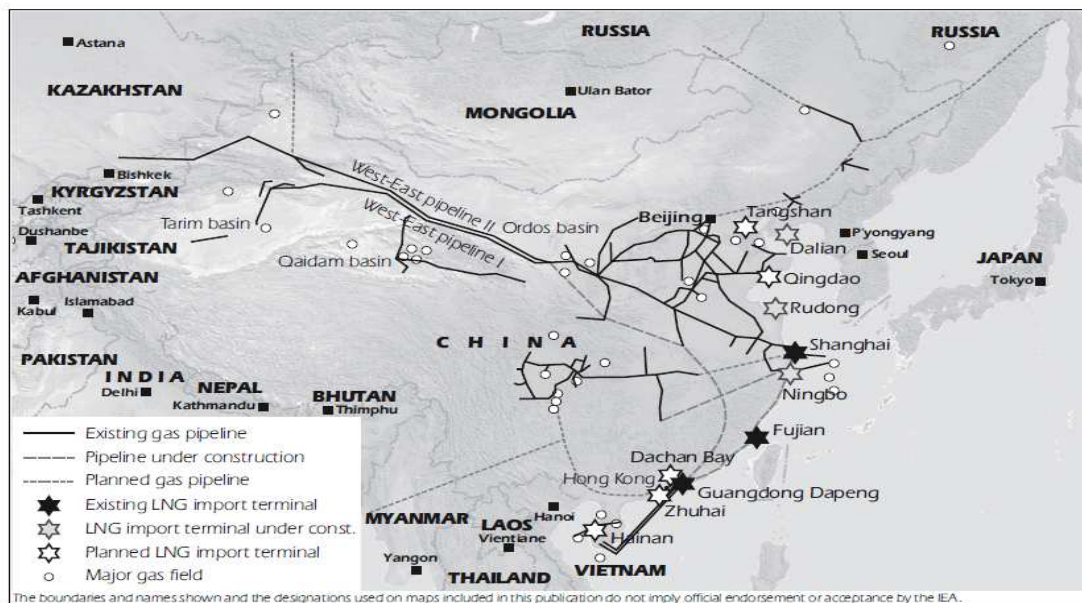 RUSSIA
RUSSIA
Astana
KAZAKHSTAN
Ulan Bator
MONGOLIA
Bishkek
KYRGYZSTAN
Tashkent
Dushanbe
Tarim basin
TAJIKISTAN
West-East pipeline II
West-East pipeline I
Ordos basin
Qaidam basin
Beijing
Tangshan
Dalian
Pyongyang
Seoul
JAPAN
Tokyo
AFGHANISTAN
Kabul
Islamabad
Qingdao
Rudong
PAKISTAN
CHINA
Shanghai
INDIA
Delhi
NEPAL
Kathmandu
BHUTAN
Thimphu
Ningbo
Fujian
Dachan Bay
Hong Kong
Guangdong Dapeng
Zhuhai
MYANMAR
LAOS
Hanoi
Vientiane
Hainan
Yangon
THAILAND
VIETNAM
Existing gas pipeline
Pipeline under construction
Planned gas pipeline
Existing LNG import terminal
LNG import terminal under const.
Planned LNG import terminal
Major gas field
The boundaries and names shown and the designations used on maps included in this publication do not imply official endorsement or acceptance by the IEA.